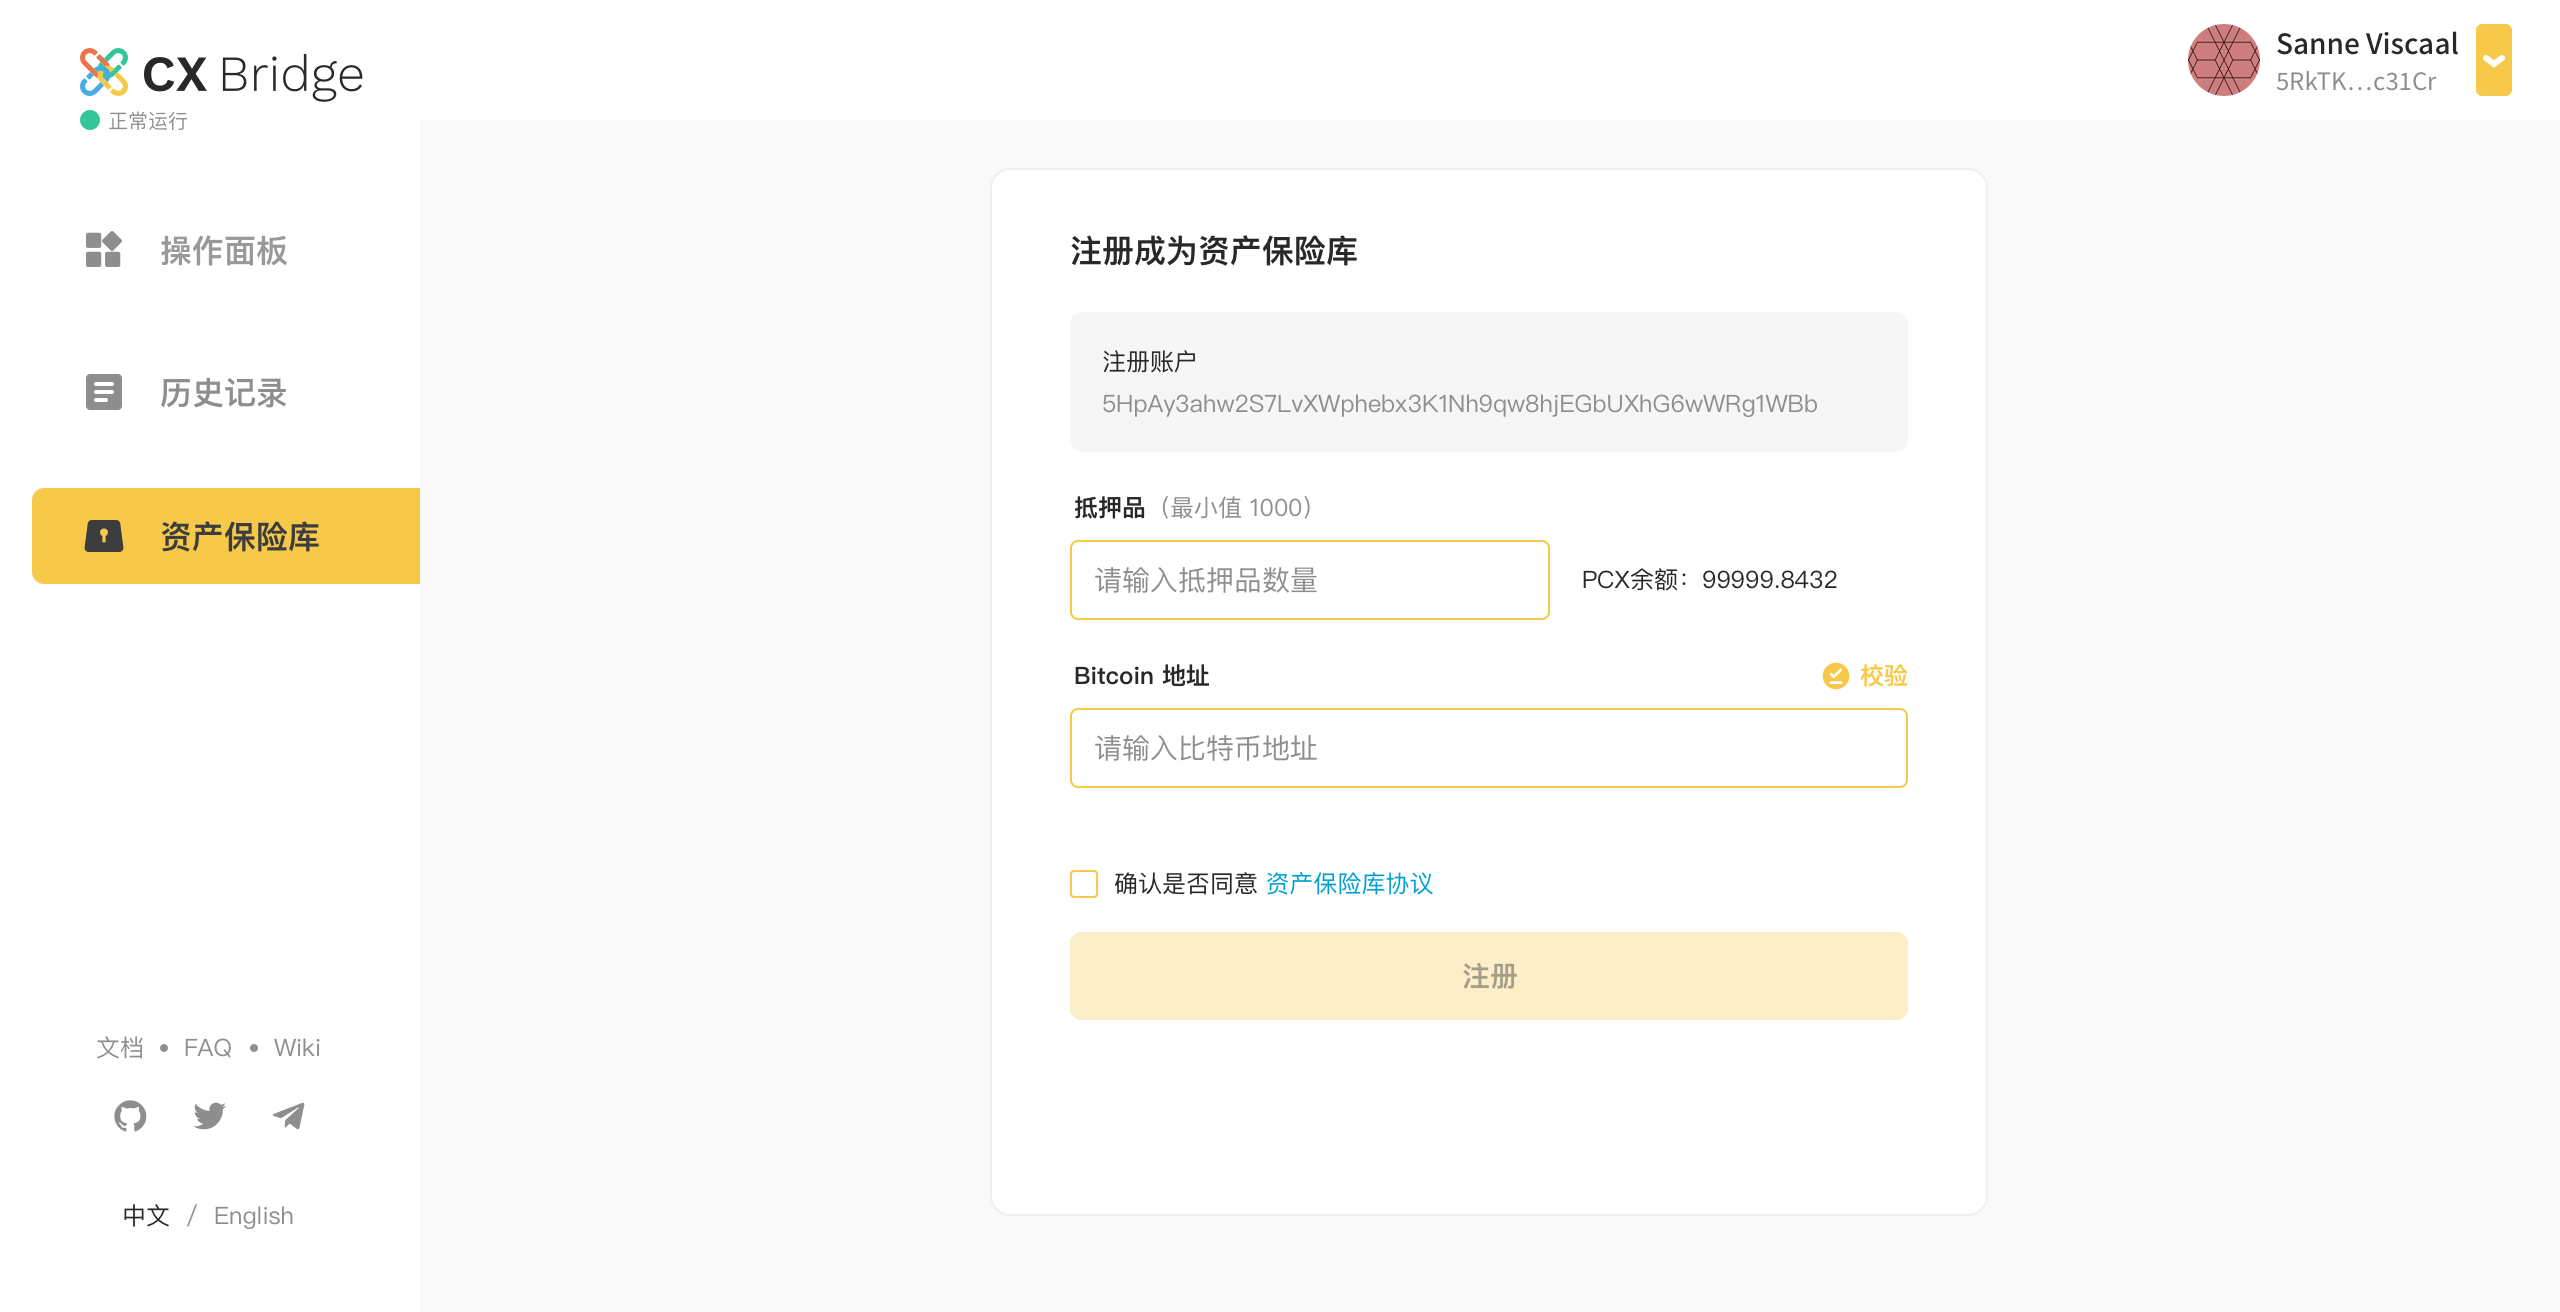 CX Bridge
正常运行
Sanne Viscaal
5RkTK...c31Cr
操作面板
历史记录
资产保险库
文档 • FAQ • Wiki
中文 / English
注册成为资产保险库
注册账户
5HpAy3ahw2S7LvXWphebx3K1Nh9qw8hjEGbUXhG6wWRg1WBb
抵押品（最小值 1000）
请输入抵押品数量
PCX余额：99999.8432
Bitcoin 地址
校验
请输入比特币地址
确认是否同意 资产保险库协议
注册